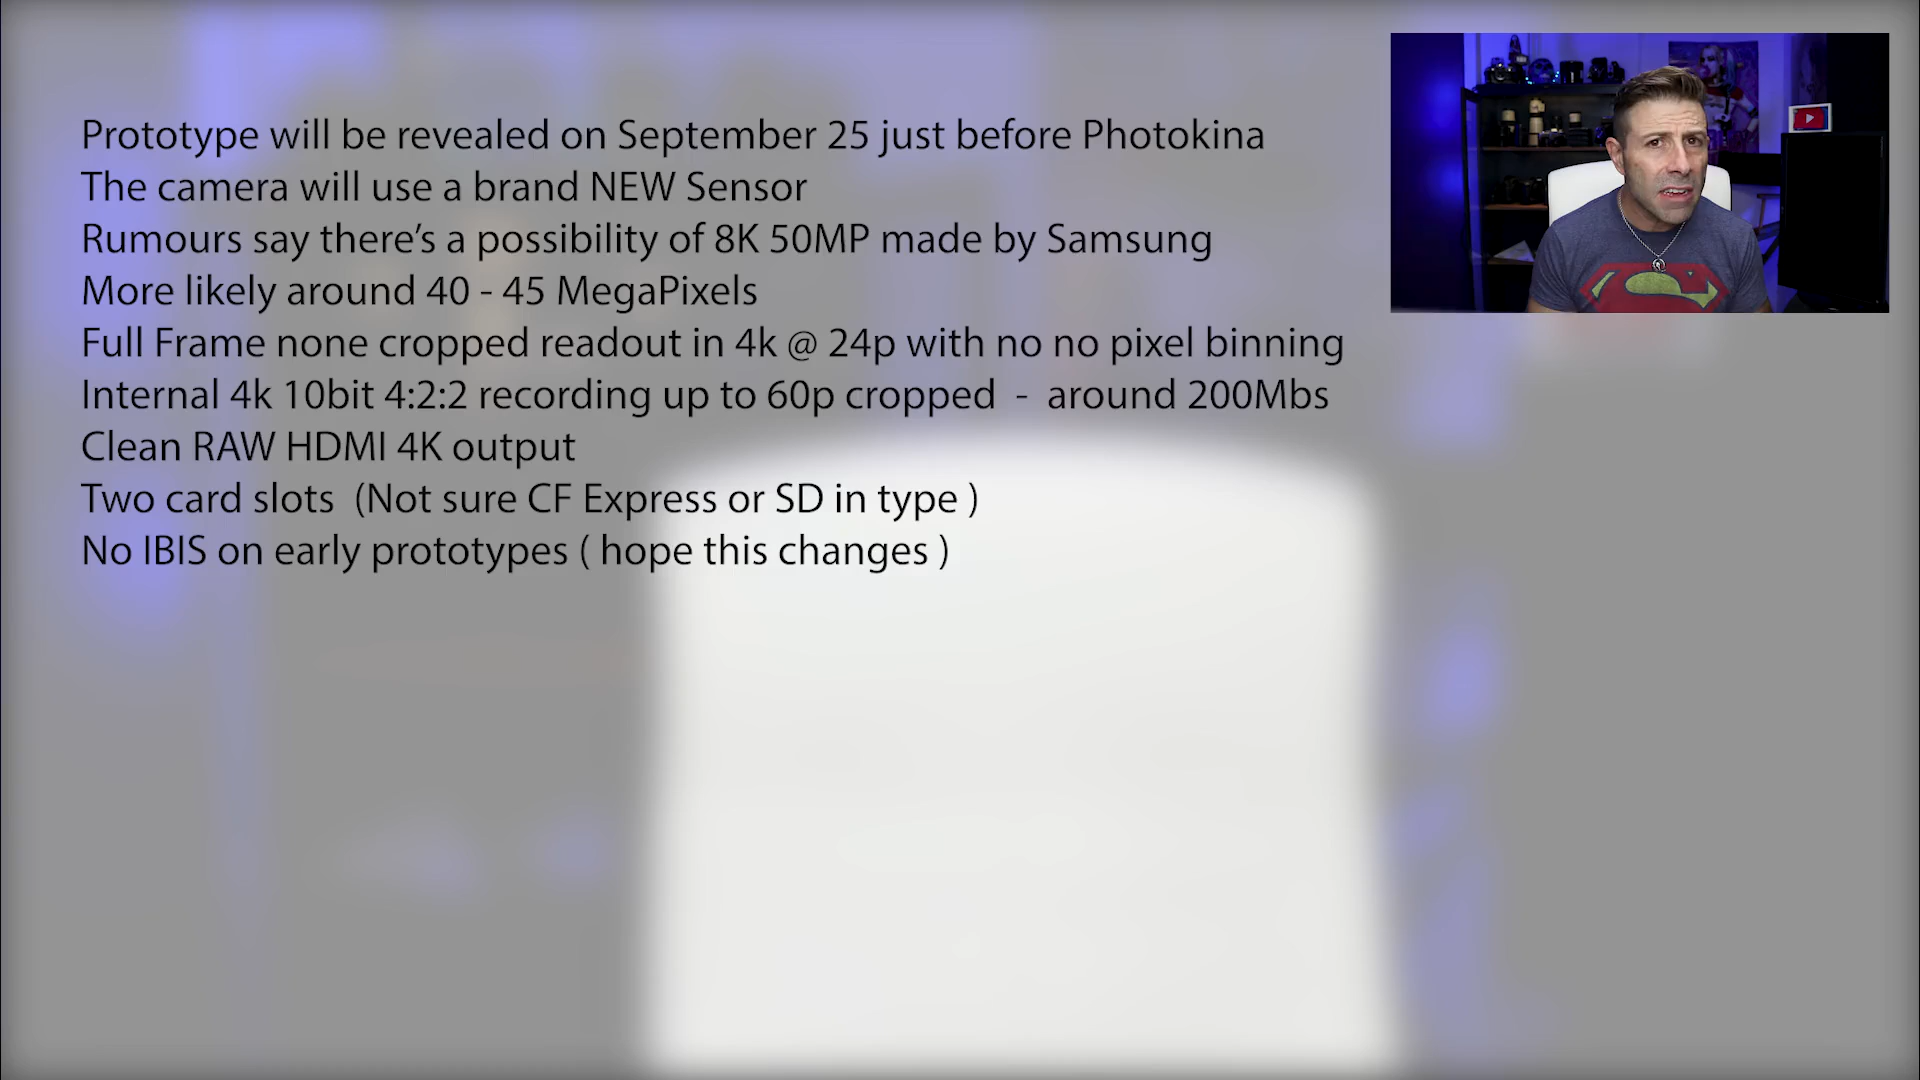 Prototype will be revealed on September 25 just before Photokina
The camera will use a brand NEW Sensor
Rumours say there's a possibility of 8K 50MP made by Samsung
More likely around 40 - 45 MegaPixels
Full Frame none cropped readout in 4k @ 24p with no no pixel binning
Internal 4k 10bit 4:2:2 recording up to 60p cropped - around 200Mbs
Clean RAW HDMI 4K output
Two card slots (Not sure CF Express or SD in type )
No IBIS on early prototypes ( hope this changes )